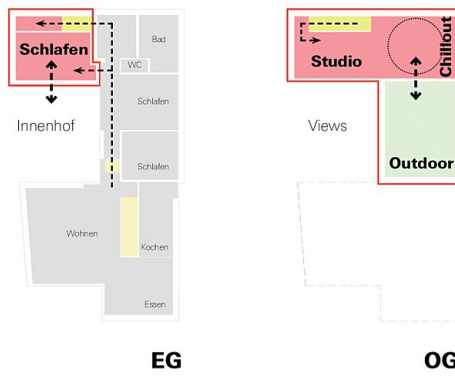 Schlafen
Bad
WC
Schlafen
Innenhof
Schlafen
Wohnen
Kochen
Essen
EG
Studio
Chillout
Views
Outdoor
OG